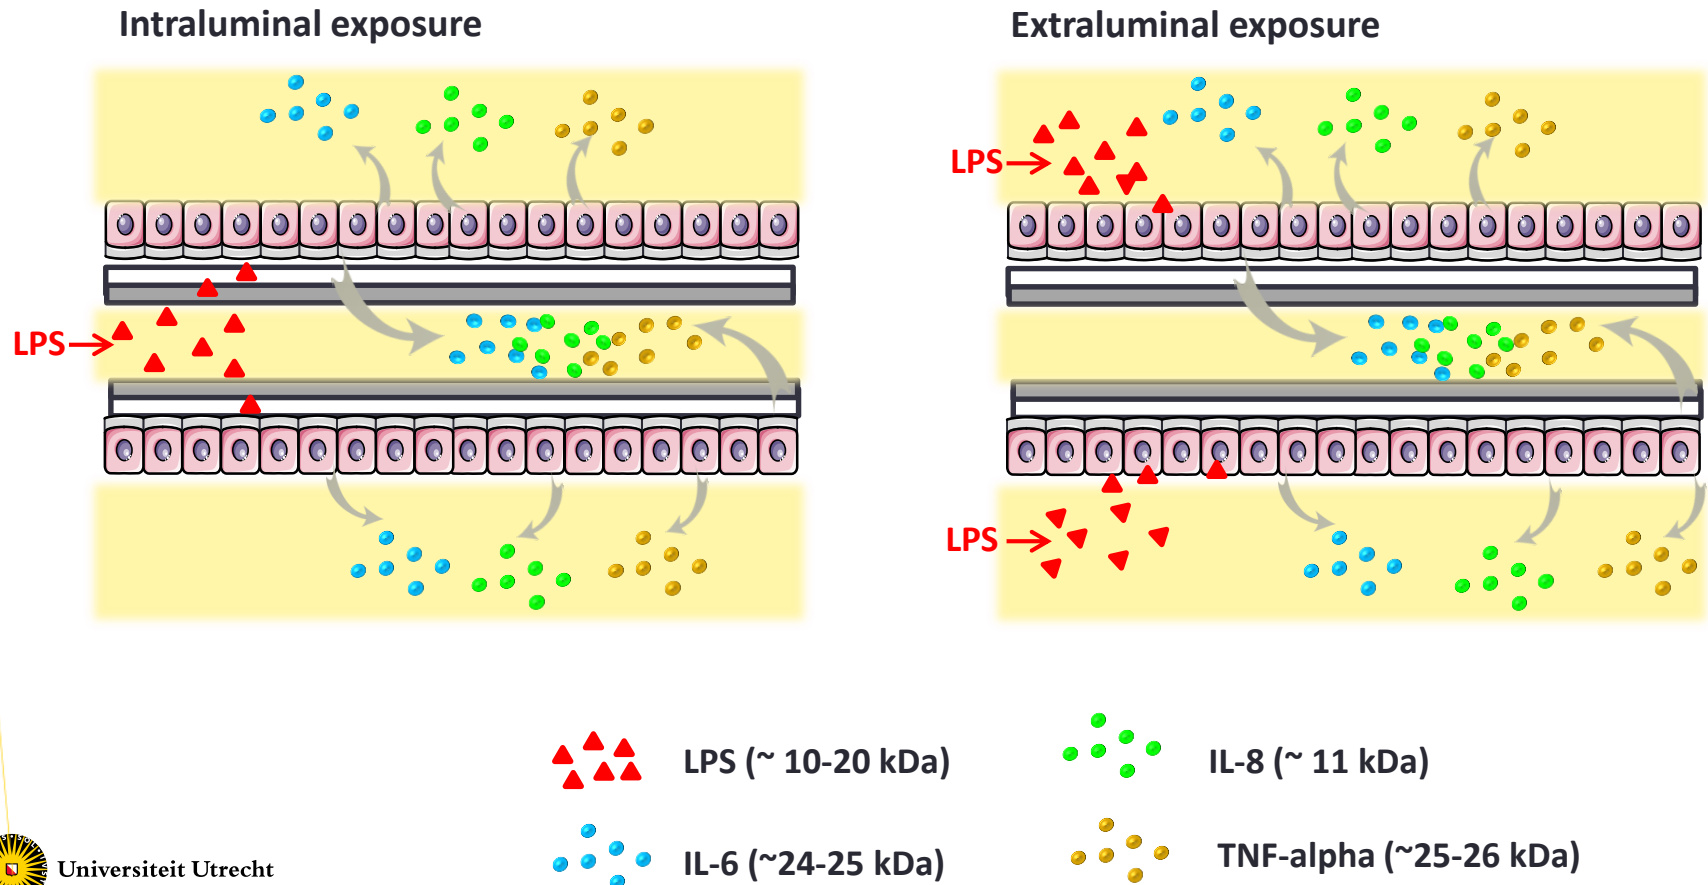 Intraluminal exposure
Extraluminal exposure
LPS
LPS
LPS
LPS (~ 10-20 kDa)
IL-8 (~ 11 kDa)
IL-6 (~24-25 kDa)
TNF-alpha (~25-26 kDa)
Universiteit Utrecht